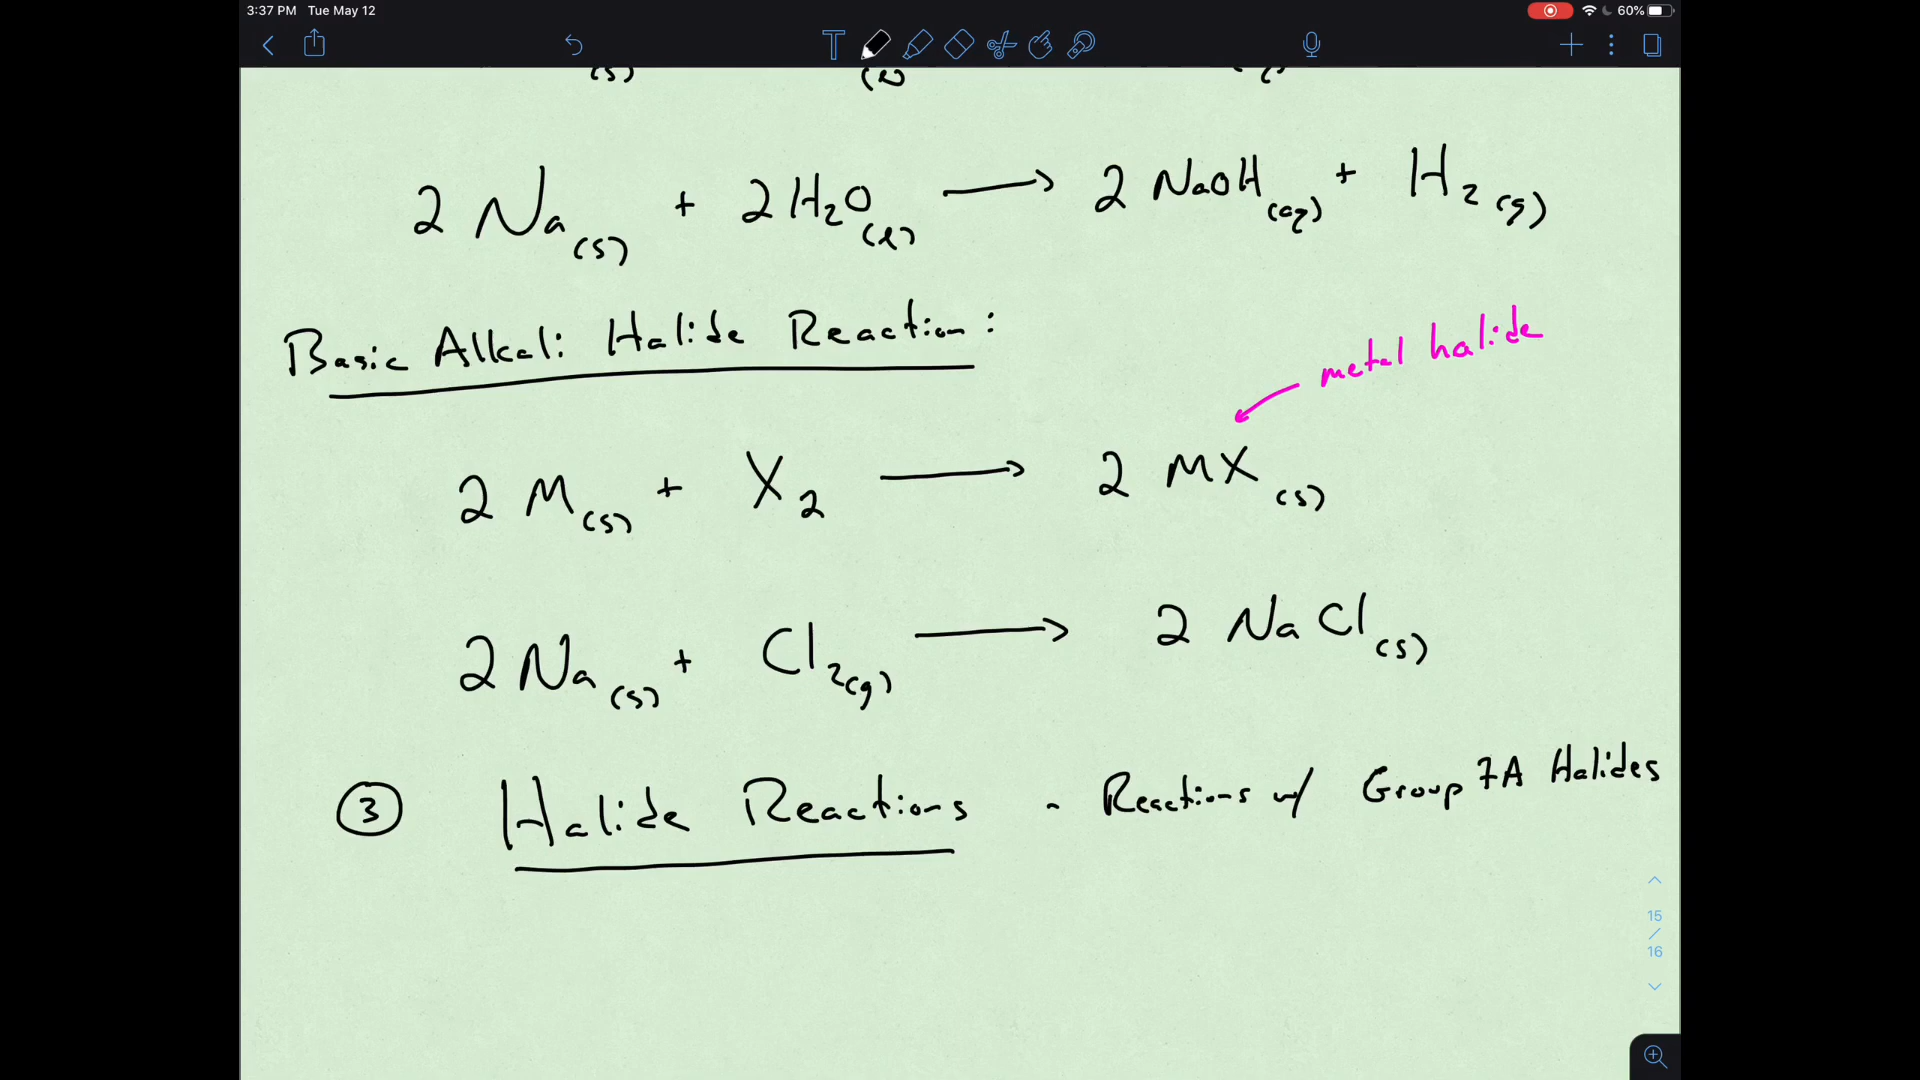 3:37 PM Tue May 12
60%
(s) (l)
2 Na(s) + 2 H₂O(l) → 2 NaOH(aq) + H₂(g)
Basic Alkali Halide Reaction:
metal halide
2 M(s) + X₂ → 2 MX(s)
2 Na(s) + Cl₂(g) → 2 NaCl(s)
③ Halide Reactions - Reactions w/ Group 7A Halides
15
/
16